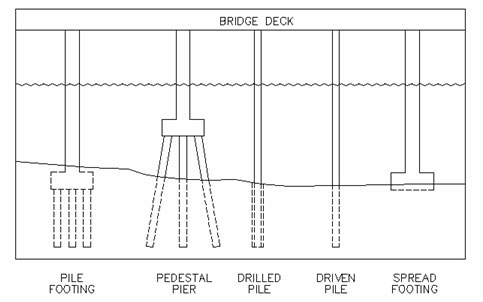 BRIDGE DECK
PILE
FOOTING
PEDESTAL
PIER
DRILLED
PILE
DRIVEN
PILE
SPREAD
FOOTING